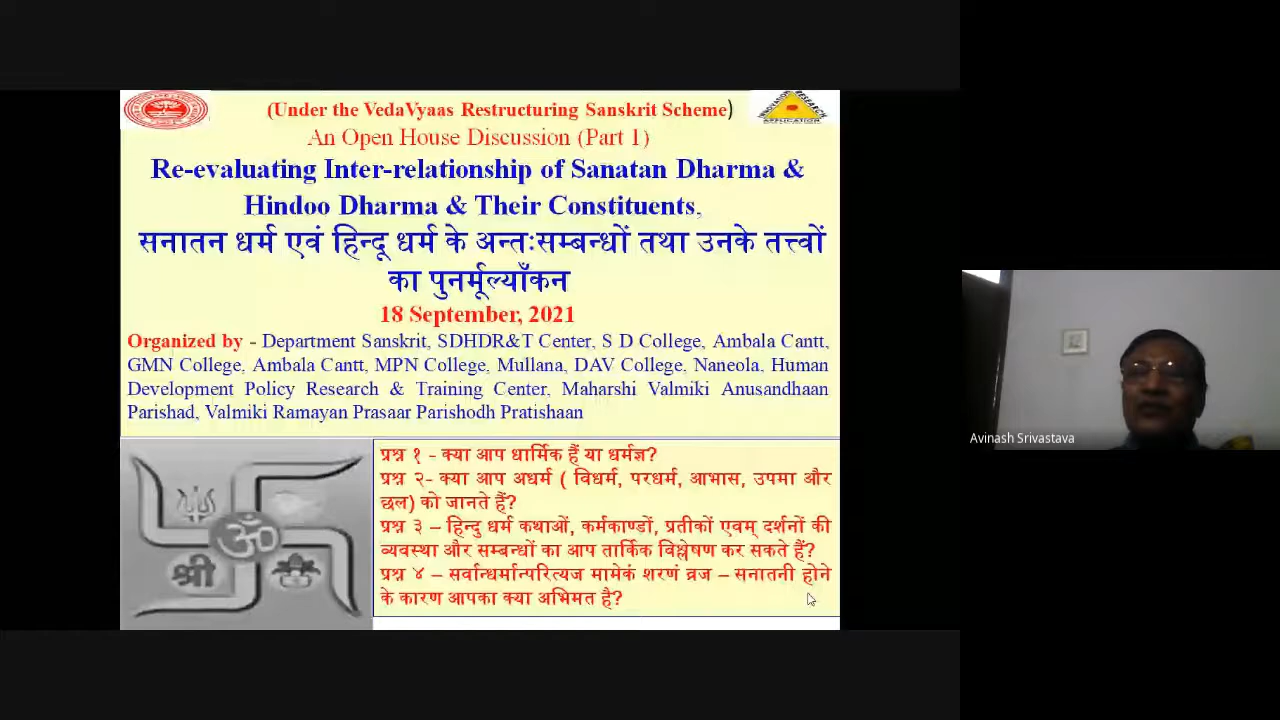 (Under the VedaVyaas Restructuring Sanskrit Scheme)
An Open House Discussion (Part 1)
Re-evaluating Inter-relationship of Sanatan Dharma &
Hindoo Dharma & Their Constituents,
सनातन धर्म एवं हिन्दू धर्म के अन्तःसम्बन्धों तथा उनके तत्त्वों
का पुनर्मूल्याँकन
18 September, 2021
Organized by - Department Sanskrit, SDHDR&T Center, S D College, Ambala Cantt,
GMN College, Ambala Cantt, MPN College, Mullana, DAV College, Naneola, Human
Development Policy Research & Training Center, Maharshi Valmiki Anusandhaan
Parishad, Valmiki Ramayan Prasaar Parishodh Pratishaan
प्रश्न १ - क्या आप धार्मिक हैं या धर्मज्ञ?
प्रश्न २- क्या आप अधर्म ( विधर्म, परधर्म, आभास, उपमा और
छल) को जानते हैं?
प्रश्न ३ – हिन्दु धर्म कथाओं, कर्मकाण्डों, प्रतीकों एवम् दर्शनों की
व्यवस्था और सम्बन्धों का आप तार्किक विश्लेषण कर सकते हैं?
प्रश्न ४ – सर्वान्धर्मान्परित्यज मामेकं शरणं व्रज – सनातनी होने
के कारण आपका क्या अभिमत है?
ॐ
श्री
INNOVATION RESEARCH
APPLICATION
Avinash Srivastava